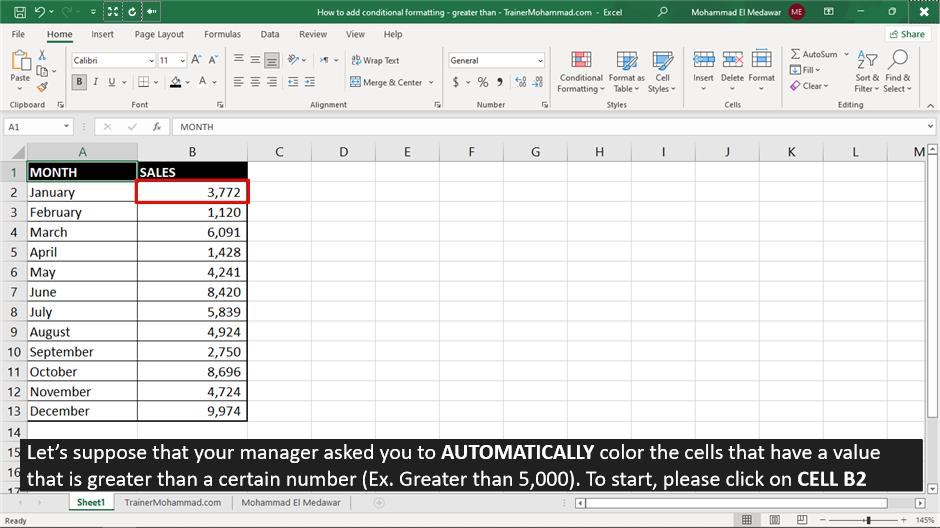 How to add conditional formatting - greater than - TrainerMohammad.com - Excel
Mohammad El Medawar ME
File Home Insert Page Layout Formulas Data Review View Help Share
Calibri 11 Wrap Text General AutoSum
Paste Fill
B I U Merge & Center $ % Conditional Formatting Format as Table Cell Styles Insert Delete Format Clear Sort & Filter Find & Select
Clipboard Font Alignment Number Styles Cells Editing
A1 fx MONTH
A B C D E F G H I J K L M
1 MONTH SALES
2 January 3,772
3 February 1,120
4 March 6,091
5 April 1,428
6 May 4,241
7 June 8,420
8 July 5,839
9 August 4,924
10 September 2,750
11 October 8,696
12 November 4,724
13 December 9,974
14
15
16
Let’s suppose that your manager asked you to AUTOMATICALLY color the cells that have a value
that is greater than a certain number (Ex. Greater than 5,000). To start, please click on CELL B2
Sheet1 TrainerMohammad.com Mohammad El Medawar
Ready 145%